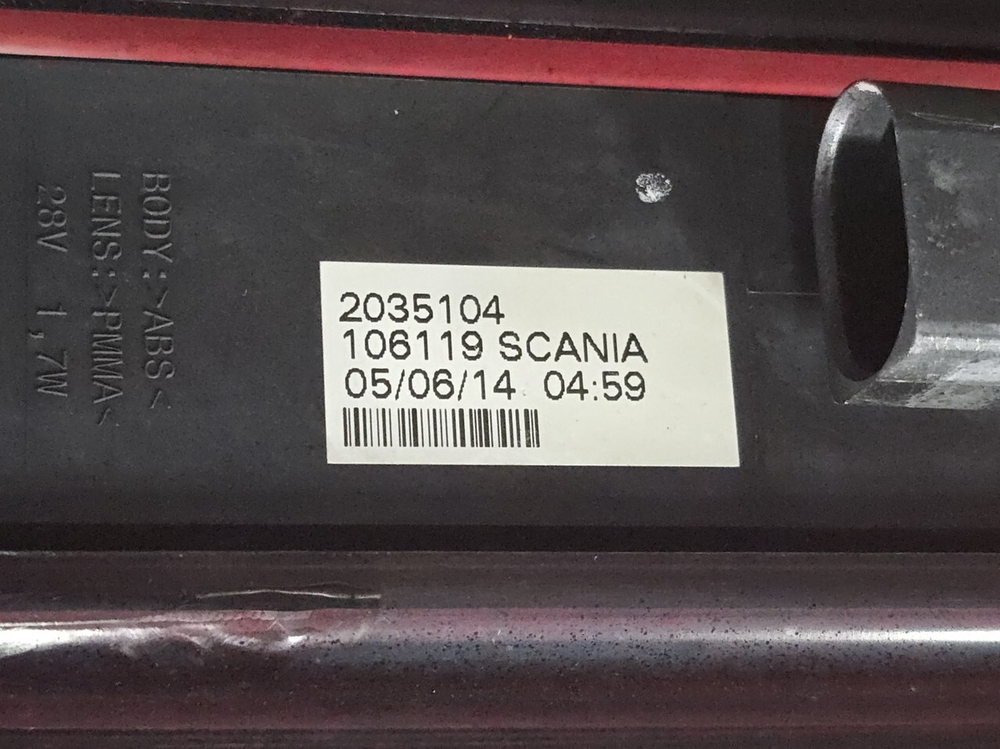 2035104
106119 SCANIA
05/06/14 04:59
BODY:>ABS<
LENS:>PMMA<
28V 1,7W